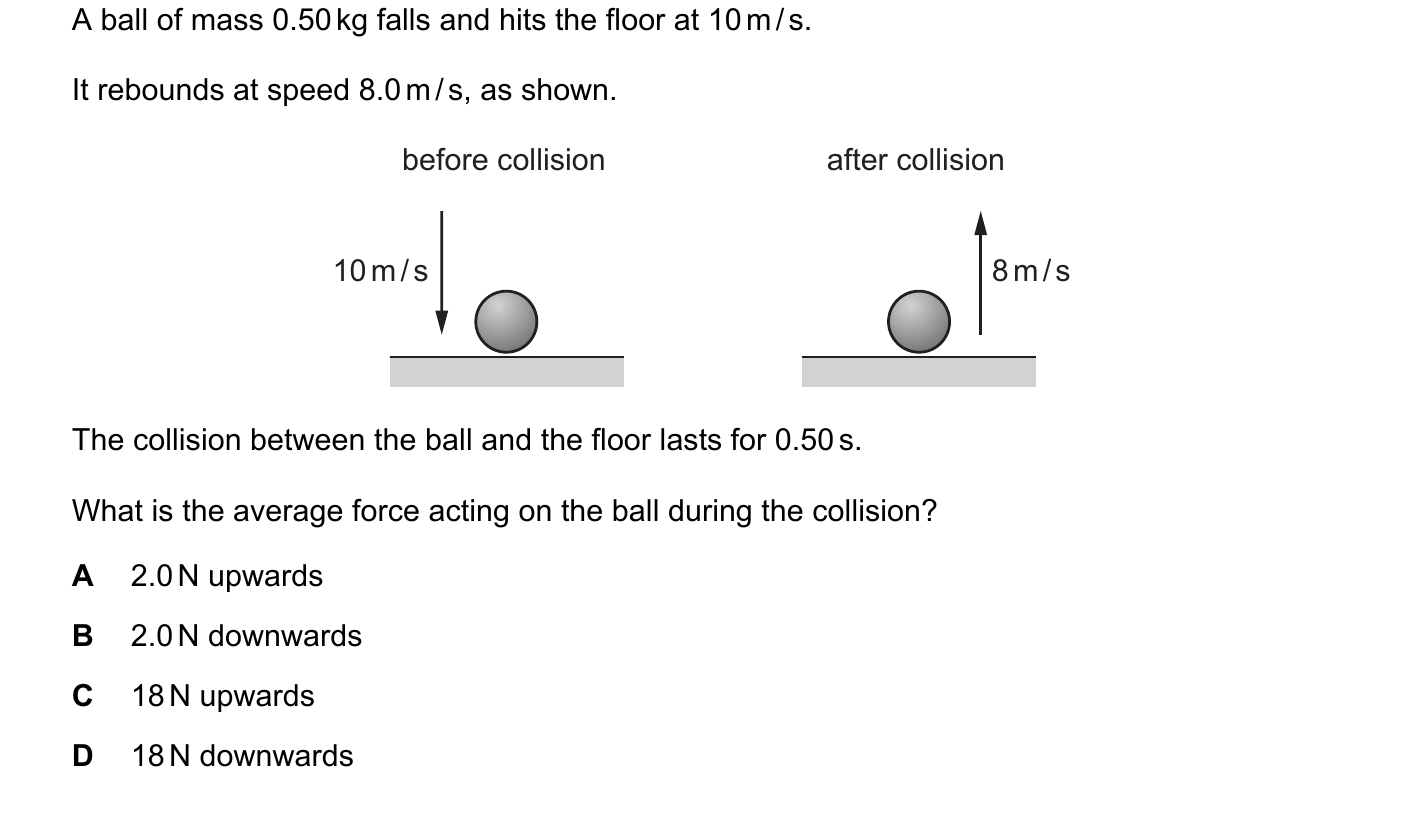 A ball of mass 0.50 kg falls and hits the floor at 10 m / s.
It rebounds at speed 8.0 m / s, as shown.
before collision
after collision
10 m / s
8 m / s
The collision between the ball and the floor lasts for 0.50 s.
What is the average force acting on the ball during the collision?
A 2.0 N upwards
B 2.0 N downwards
C 18 N upwards
D 18 N downwards